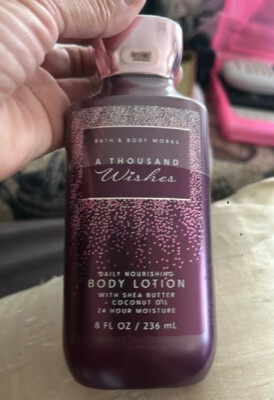 BATH & BODY WORKS
A THOUSAND
Wishes
DAILY NOURISHING
BODY LOTION
WITH SHEA BUTTER
+ COCONUT OIL
24 HOUR MOISTURE
8 FL OZ / 236 mL